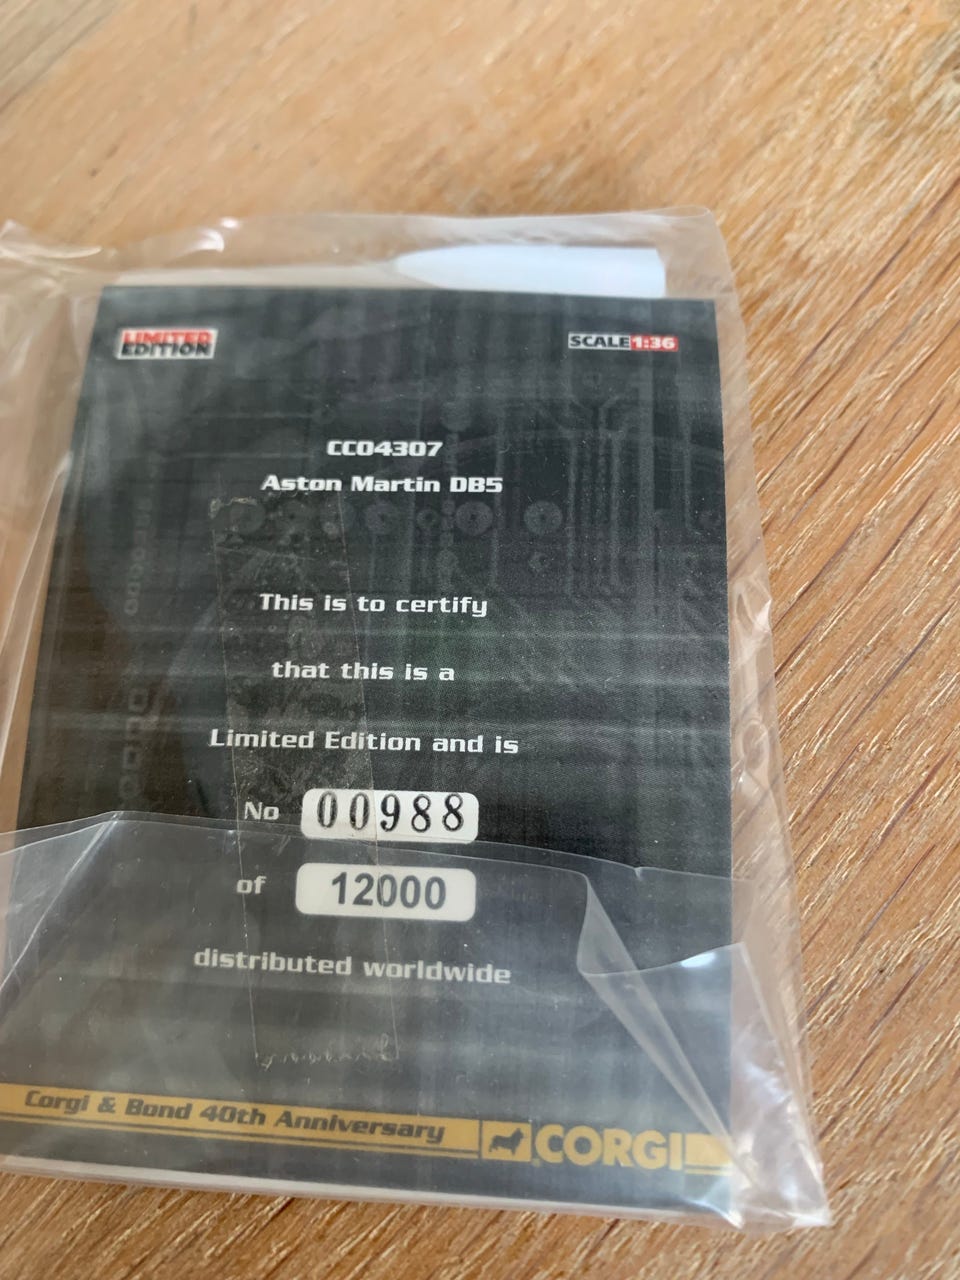 LIMITED
EDITION
SCALE 1:36
CC04307
Aston Martin DB5
This is to certify
that this is a
Limited Edition and is
No 00988
of 12000
distributed worldwide
Corgi & Bond 40th Anniversary
CORGI